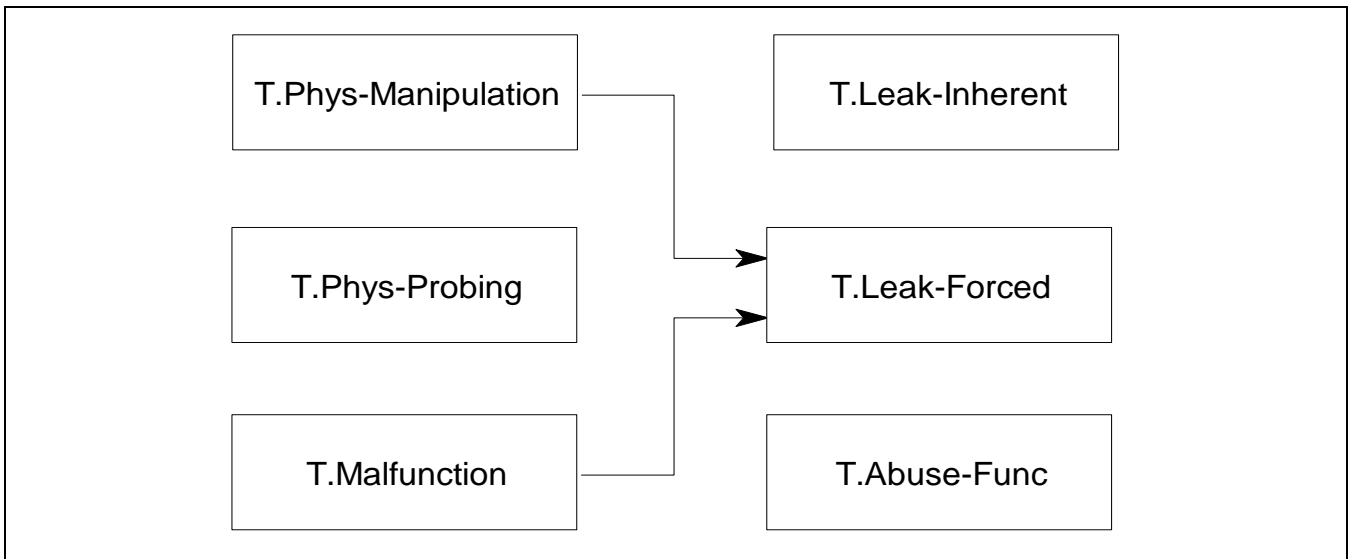 T.Phys-Manipulation
T.Leak-Inherent
T.Phys-Probing
T.Leak-Forced
T.Malfunction
T.Abuse-Func